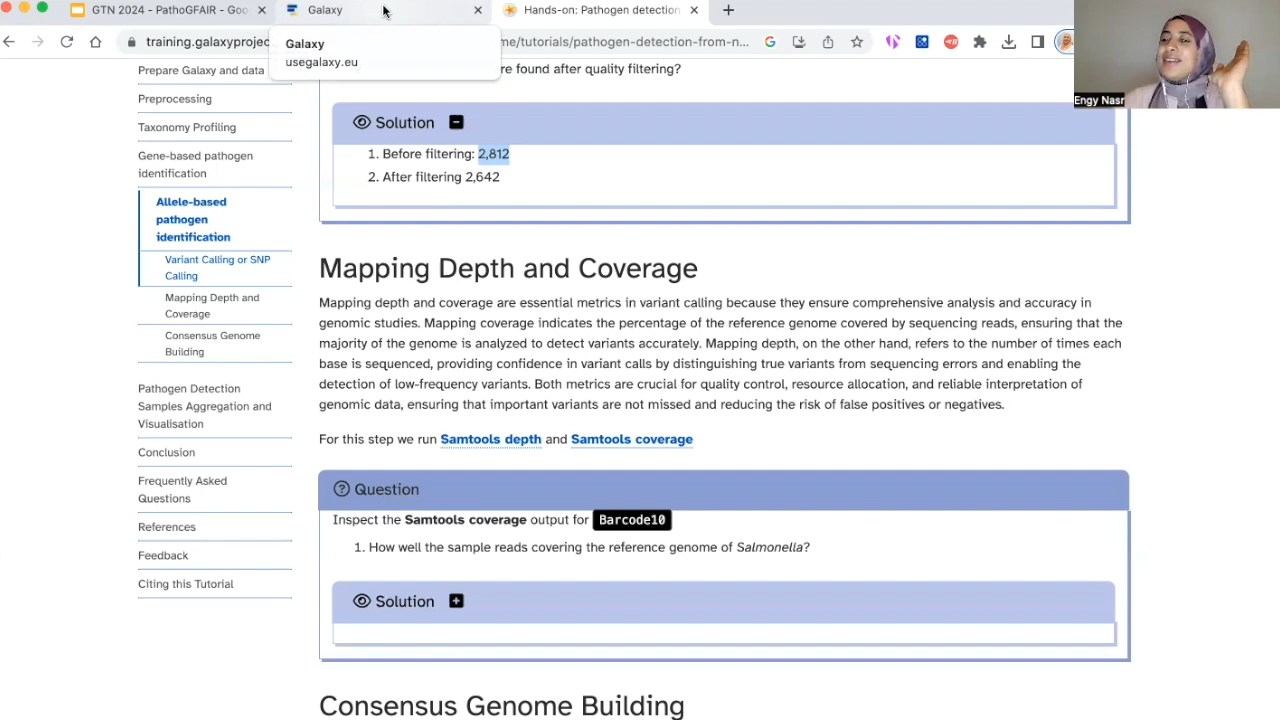 GTN 2024 - PathoGFAIR - Goo
Galaxy
Hands-on: Pathogen detection
training.galaxyprojec
me/tutorials/pathogen-detection-from-n...
Galaxy
usegalaxy.eu
Engy Nasr
Prepare Galaxy and data
Preprocessing
Taxonomy Profiling
Gene-based pathogen
identification
Allele-based
pathogen
identification
Variant Calling or SNP
Calling
Mapping Depth and
Coverage
Consensus Genome
Building
Pathogen Detection
Samples Aggregation and
Visualisation
Conclusion
Frequently Asked
Questions
References
Feedback
Citing this Tutorial
re found after quality filtering?
Solution
1. Before filtering: 2,812
2. After filtering 2,642
Mapping Depth and Coverage
Mapping depth and coverage are essential metrics in variant calling because they ensure comprehensive analysis and accuracy in
genomic studies. Mapping coverage indicates the percentage of the reference genome covered by sequencing reads, ensuring that the
majority of the genome is analyzed to detect variants accurately. Mapping depth, on the other hand, refers to the number of times each
base is sequenced, providing confidence in variant calls by distinguishing true variants from sequencing errors and enabling the
detection of low-frequency variants. Both metrics are crucial for quality control, resource allocation, and reliable interpretation of
genomic data, ensuring that important variants are not missed and reducing the risk of false positives or negatives.
For this step we run Samtools depth and Samtools coverage
Question
Inspect the Samtools coverage output for Barcode10
1. How well the sample reads covering the reference genome of Salmonella?
Solution
Consensus Genome Building